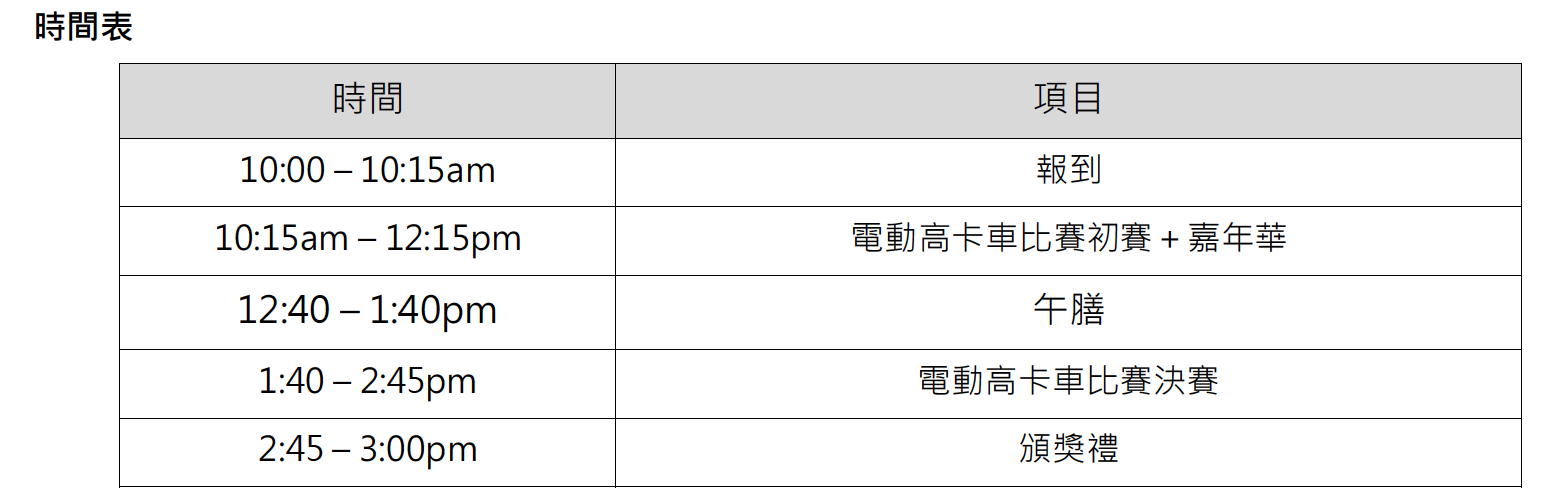 時間表
時間 項目
10:00 – 10:15am 報到
10:15am – 12:15pm 電動高卡車比賽初賽 + 嘉年華
12:40 – 1:40pm 午膳
1:40 – 2:45pm 電動高卡車比賽決賽
2:45 – 3:00pm 頒獎禮